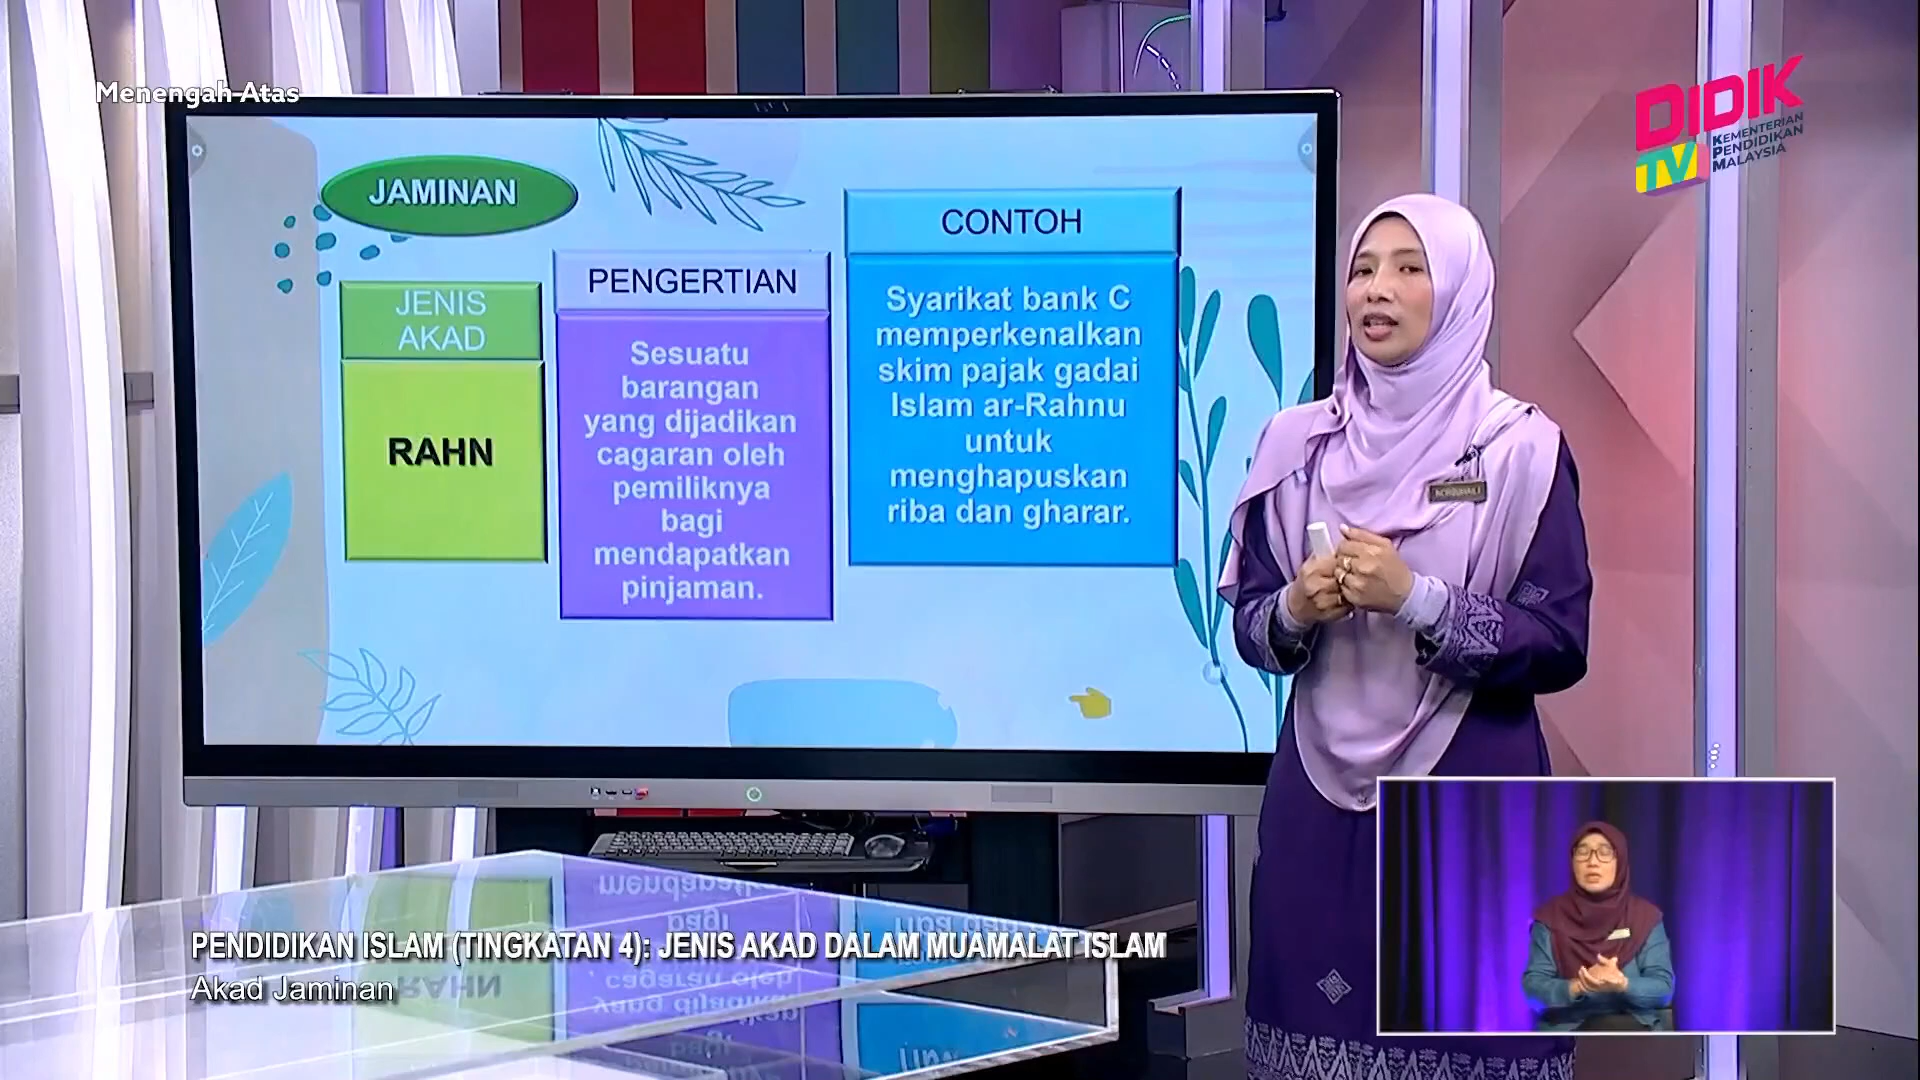 Menengah Atas
DIDIK
TV
KEMENTERIAN
PENDIDIKAN
MALAYSIA
JAMINAN
JENIS
AKAD
RAHN
PENGERTIAN
Sesuatu
barangan
yang dijadikan
cagaran oleh
pemiliknya
bagi
mendapatkan
pinjaman.
CONTOH
Syarikat bank C
memperkenalkan
skim pajak gadai
Islam ar-Rahnu
untuk
menghapuskan
riba dan gharar.
PENDIDIKAN ISLAM (TINGKATAN 4): JENIS AKAD DALAM MUAMALAT ISLAM
Akad Jaminan